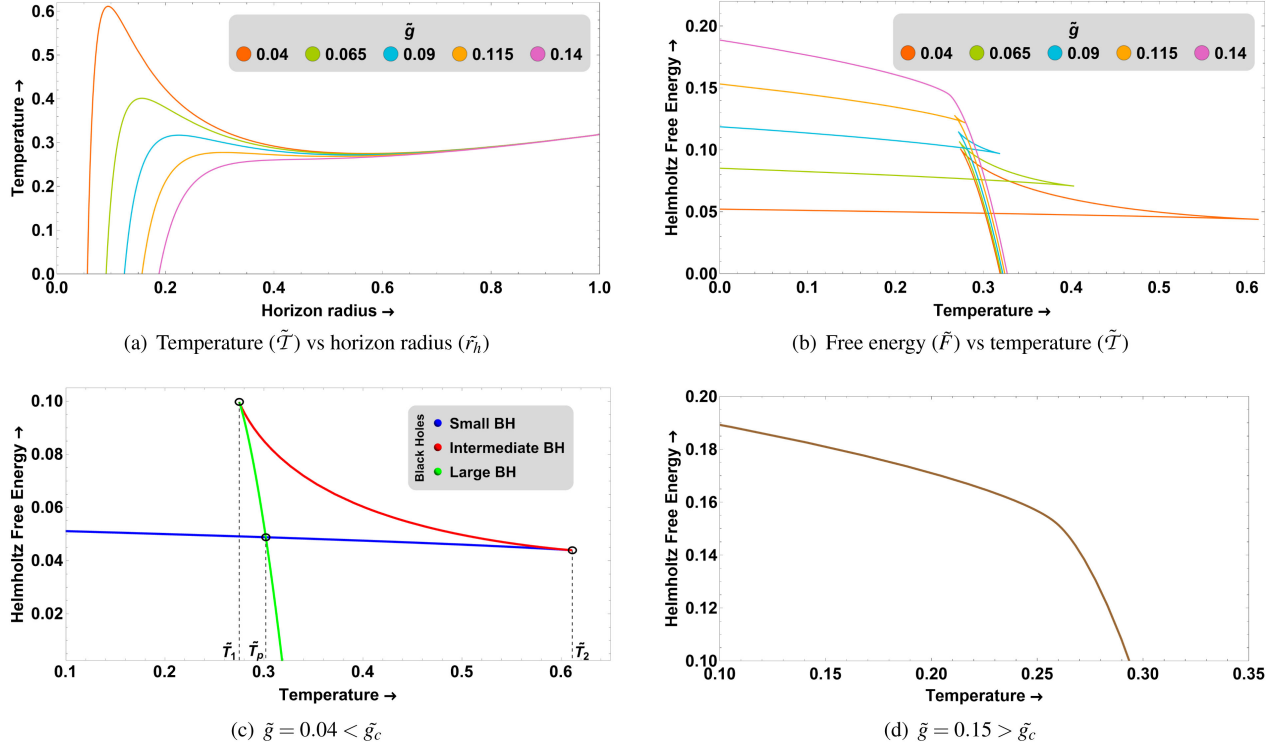 0.6
0.4
0.2
0.0
Temperature →
g̃
0.04 0.065 0.09 0.115 0.14
0.0 0.2 0.4 0.6 0.8 1.0
Horizon radius →
(a) Temperature (𝒯̃) vs horizon radius (r̃_h)
0.20
0.15
0.10
0.05
0.00
Helmholtz Free Energy →
g̃
0.04 0.065 0.09 0.115 0.14
0.0 0.1 0.2 0.3 0.4 0.5 0.6
Temperature →
(b) Free energy (F̃) vs temperature (𝒯̃)
0.10
0.08
0.06
0.04
0.02
Helmholtz Free Energy →
Black Holes
Small BH
Intermediate BH
Large BH
T̃₁ T̃ₚ T̃₂
0.1 0.2 0.3 0.4 0.5 0.6
Temperature →
(c) g̃ = 0.04 < g̃_c
0.20
0.18
0.16
0.14
0.12
0.10
Helmholtz Free Energy →
0.10 0.15 0.20 0.25 0.30 0.35
Temperature →
(d) g̃ = 0.15 > g̃_c